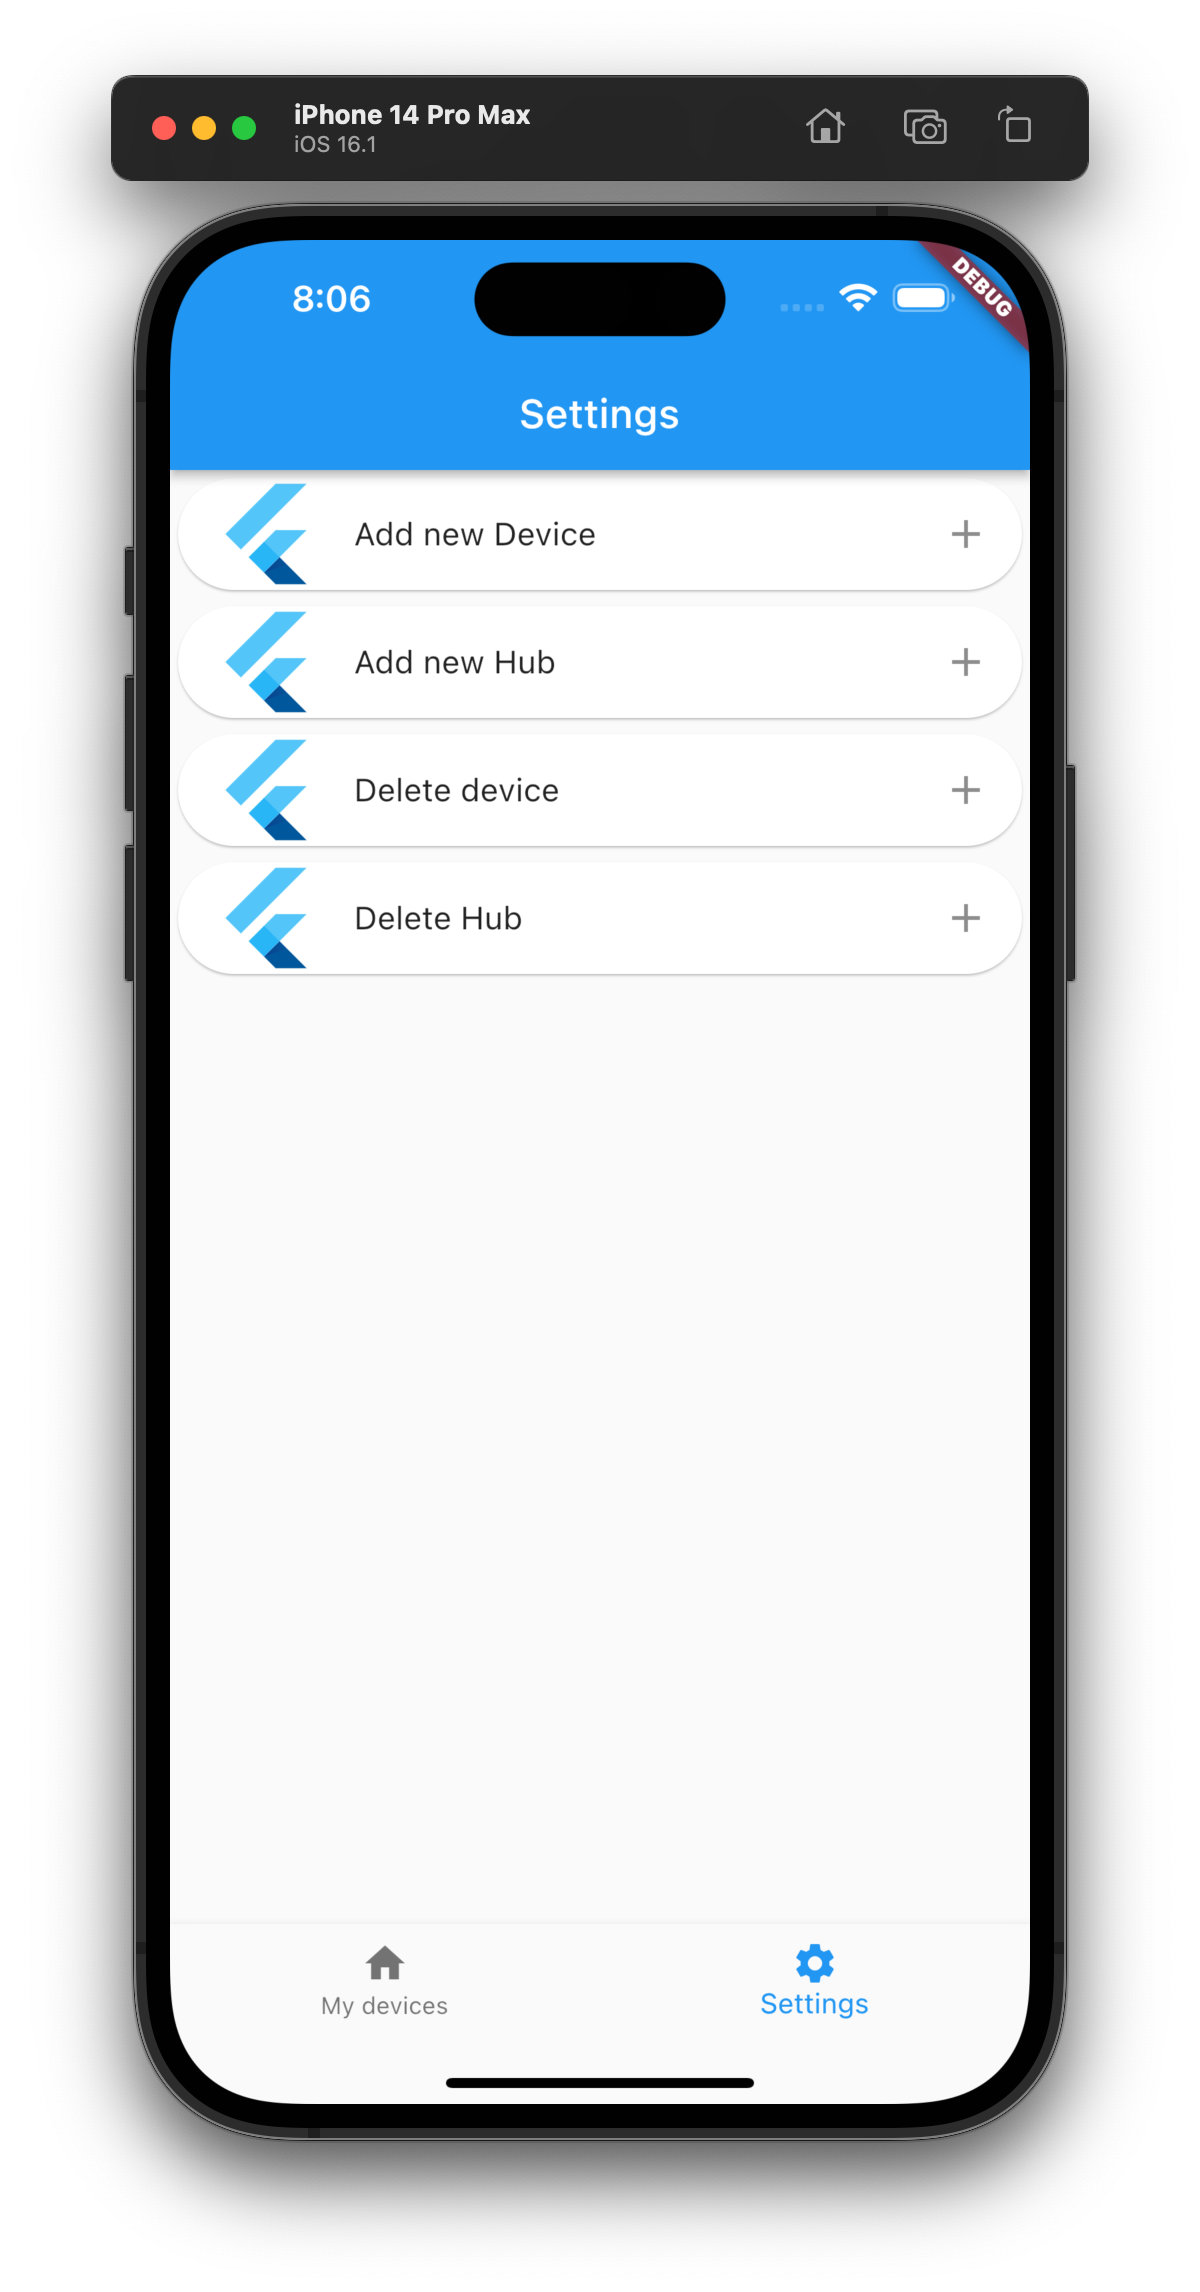 iPhone 14 Pro Max
iOS 16.1
8:06
DEBUG
Settings
Add new Device
Add new Hub
Delete device
Delete Hub
My devices
Settings